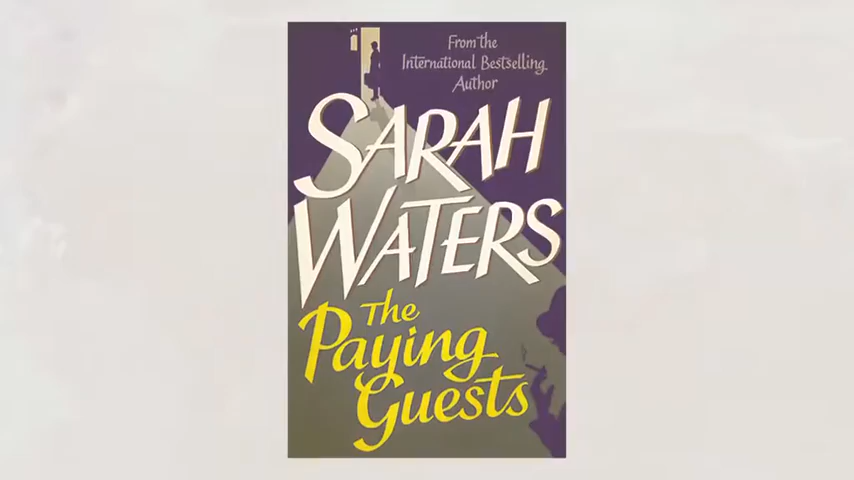 From the
International Bestselling
Author
SARAH
WATERS
The
Paying
Guests